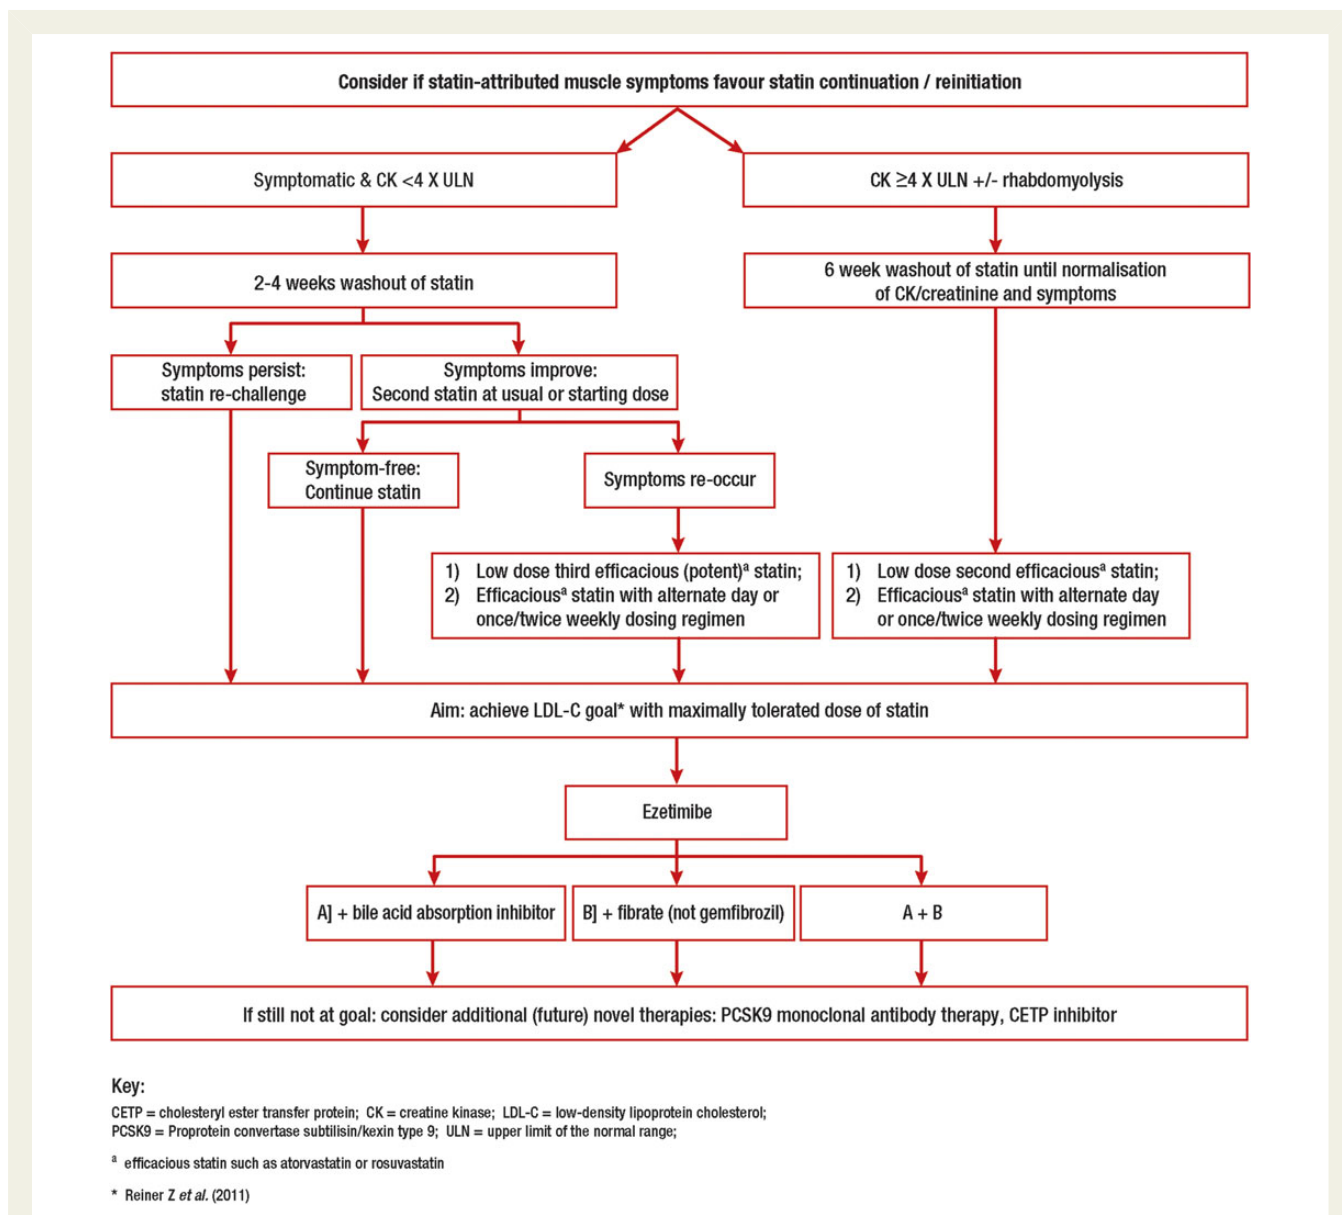 Consider if statin-attributed muscle symptoms favour statin continuation / reinitiation
Symptomatic & CK <4 X ULN
CK ≥4 X ULN +/- rhabdomyolysis
2-4 weeks washout of statin
6 week washout of statin until normalisation
of CK/creatinine and symptoms
Symptoms persist:
statin re-challenge
Symptoms improve:
Second statin at usual or starting dose
Symptom-free:
Continue statin
Symptoms re-occur
1) Low dose third efficacious (potent)ᵃ statin;
2) Efficaciousᵃ statin with alternate day or
once/twice weekly dosing regimen
1) Low dose second efficaciousᵃ statin;
2) Efficaciousᵃ statin with alternate day
or once/twice weekly dosing regimen
Aim: achieve LDL-C goal* with maximally tolerated dose of statin
Ezetimibe
A] + bile acid absorption inhibitor
B] + fibrate (not gemfibrozil)
A + B
If still not at goal: consider additional (future) novel therapies: PCSK9 monoclonal antibody therapy, CETP inhibitor
Key:
CETP = cholesteryl ester transfer protein; CK = creatine kinase; LDL-C = low-density lipoprotein cholesterol;
PCSK9 = Proprotein convertase subtilisin/kexin type 9; ULN = upper limit of the normal range;
ᵃ efficacious statin such as atorvastatin or rosuvastatin
* Reiner Z et al. (2011)